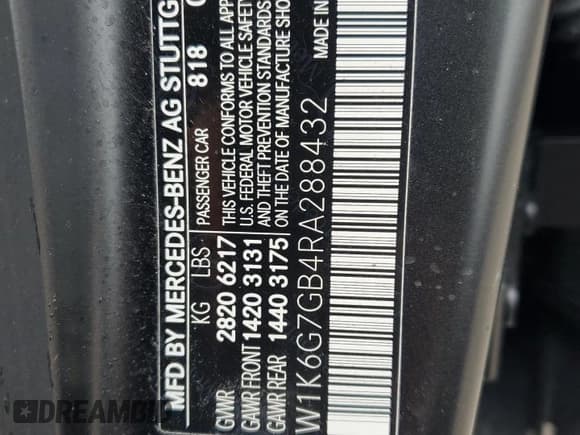 MFD BY MERCEDES-BENZ AG STUTTG
818
KG LBS PASSENGER CAR
GVWR 2820 6217 THIS VEHICLE CONFORMS TO ALL APP
GAWR FRONT 1420 3131 U.S. FEDERAL MOTOR VEHICLE SAFETY
GAWR REAR 1440 3175 AND THEFT PREVENTION STANDARDS
ON THE DATE OF MANUFACTURE SHOW
W1K6G7GB4RA288432 MADE IN
DREAMBID